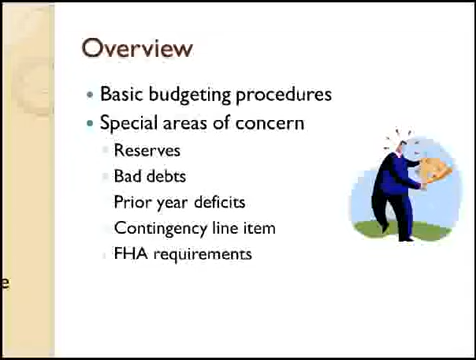 Overview
Basic budgeting procedures
Special areas of concern
Reserves
Bad debts
Prior year deficits
Contingency line item
FHA requirements
e